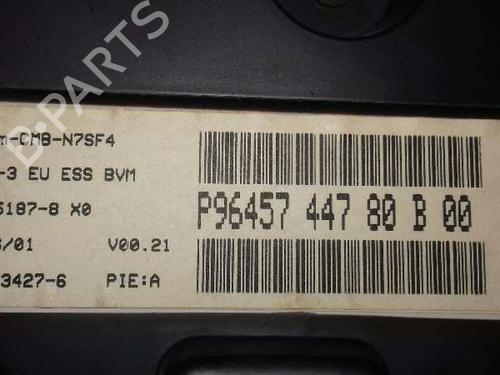 B-PARTS
m-CMB-N7SF4
-3 EU ESS BVM
5187-8 X0
/01 V00.21
3427-6 PIE:A
P96457 447 80 B 00